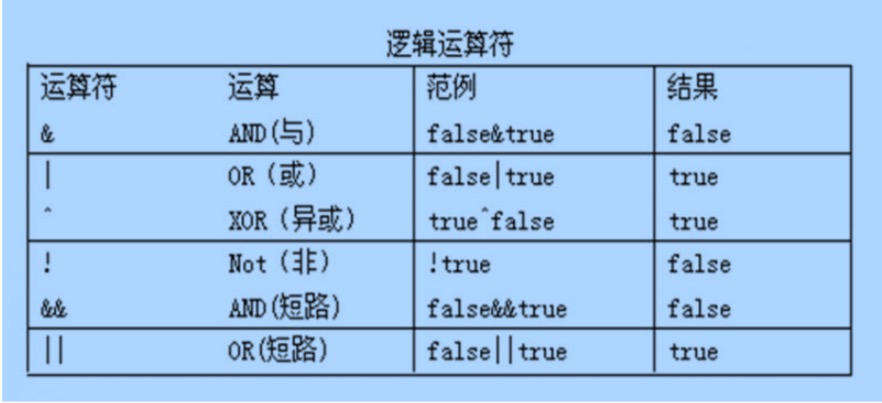 逻辑运算符
运算符 运算 范例 结果
& AND(与) false&true false
| OR（或） false|true true
^ XOR（异或） true^false true
! Not（非） !true false
&& AND(短路) false&&true false
|| OR(短路) false||true true